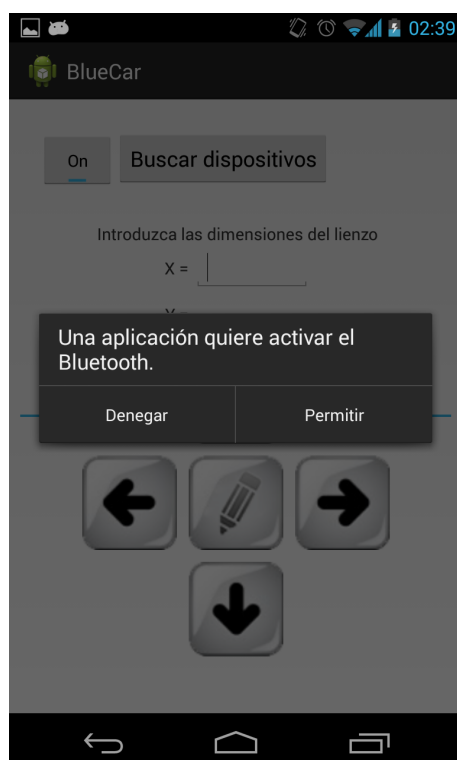 02:39
BlueCar
On
Buscar dispositivos
Introduzca las dimensiones del lienzo
X =
Una aplicación quiere activar el
Bluetooth.
Denegar
Permitir